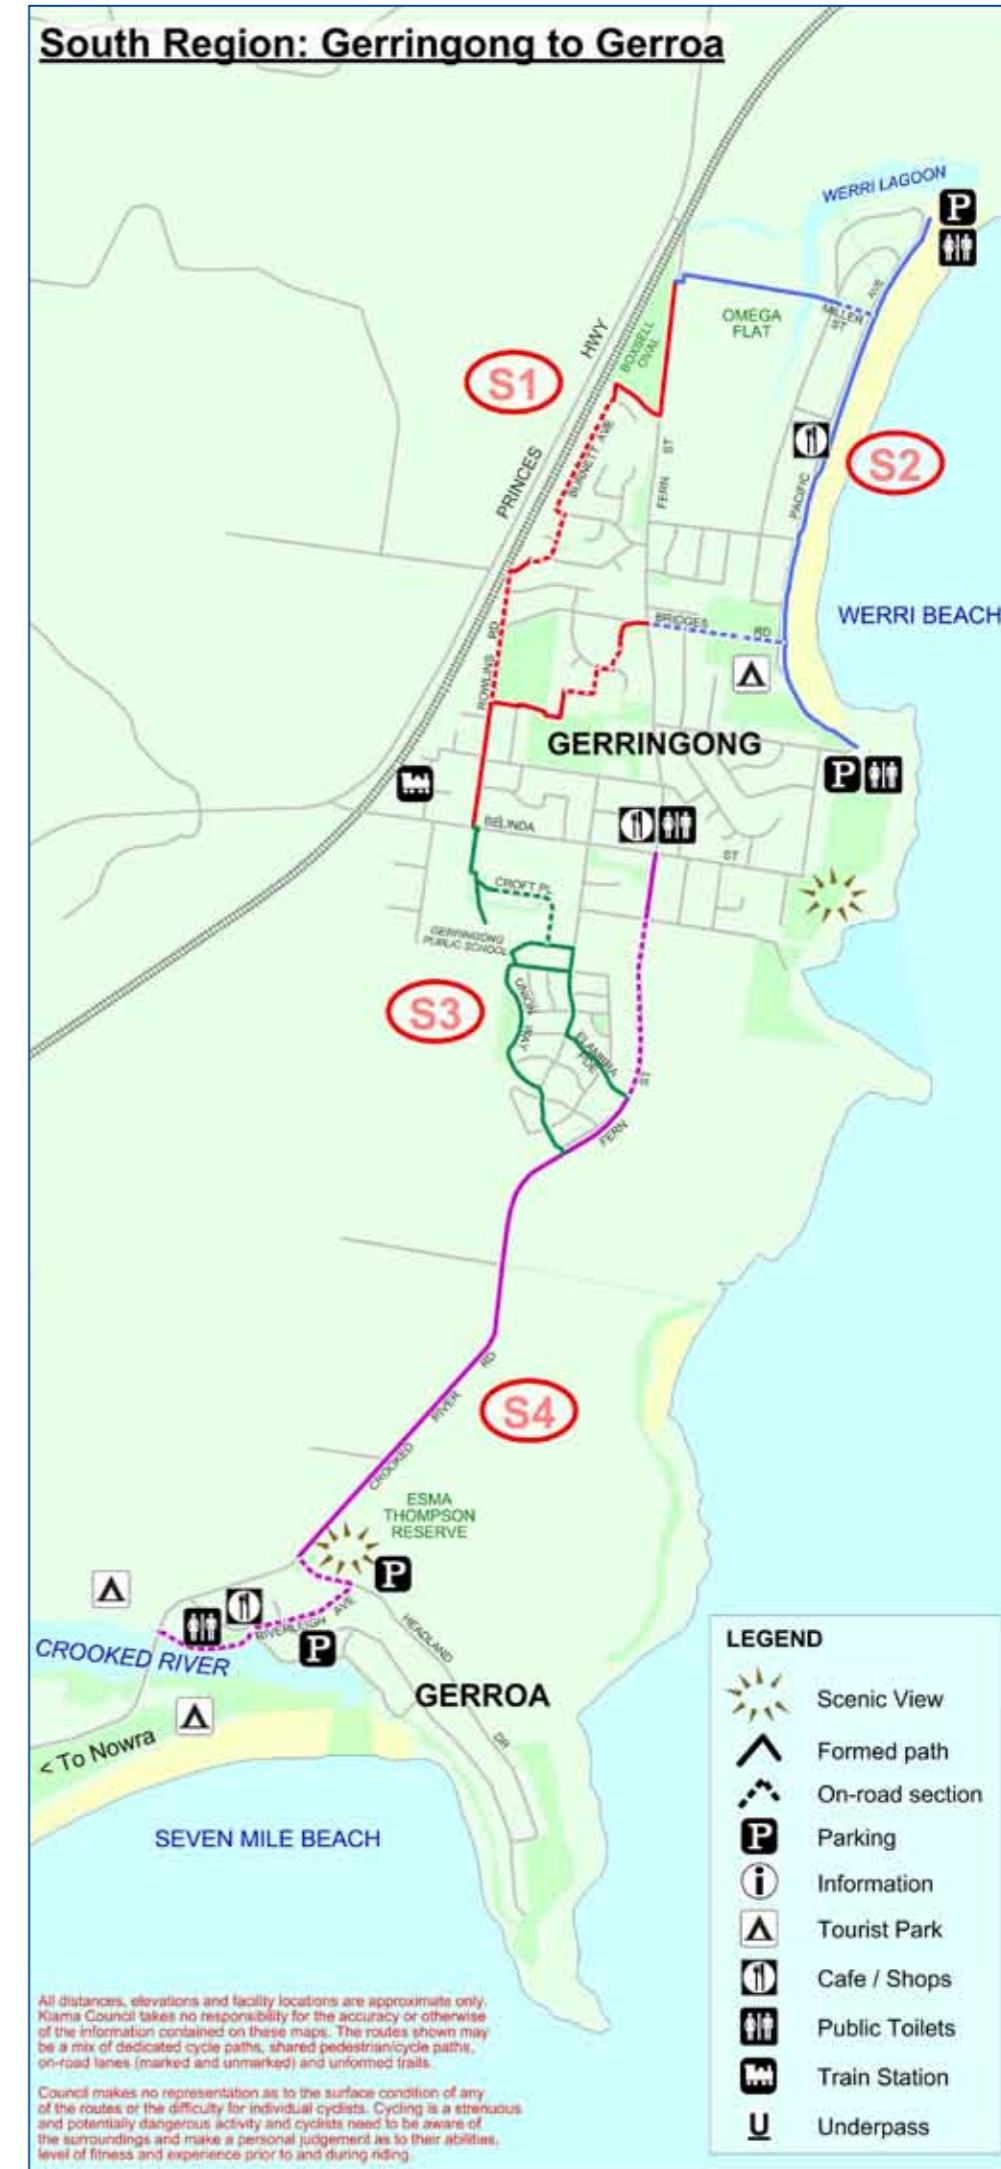 South Region: Gerringong to Gerroa
WERRI LAGOON
P
AVE
MILLER
ST
OMEGA
FLAT
HWY
BOXSELL
OVAL
S1
S2
BURNETT AVE
FERN ST
PRINCES
PACIFIC
WERRI BEACH
BRIDGES RD
ROWLINS RD
GERRINGONG
P
BELINDA ST
CROFT PL
GERRINGONG
PUBLIC SCHOOL
S3
UNION WAY
ELAMBRA
PDE
FERN ST
S4
CROOKED RIVER RD
ESMA
THOMPSON
RESERVE
P
RIVERLEIGH AVE
P
HEADLAND DR
CROOKED RIVER
GERROA
< To Nowra
SEVEN MILE BEACH
LEGEND
Scenic View
Formed path
On-road section
P Parking
i Information
Tourist Park
Cafe / Shops
Public Toilets
Train Station
U Underpass
All distances, elevations and facility locations are approximate only.
Kiama Council takes no responsibility for the accuracy or otherwise
of the information contained on these maps. The routes shown may
be a mix of dedicated cycle paths, shared pedestrian/cycle paths,
on-road lanes (marked and unmarked) and unformed trails.
Council makes no representation as to the surface condition of any
of the routes or the difficulty for individual cyclists. Cycling is a strenuous
and potentially dangerous activity and cyclists need to be aware of
the surroundings and make a personal judgement as to their abilities,
level of fitness and experience prior to and during riding.